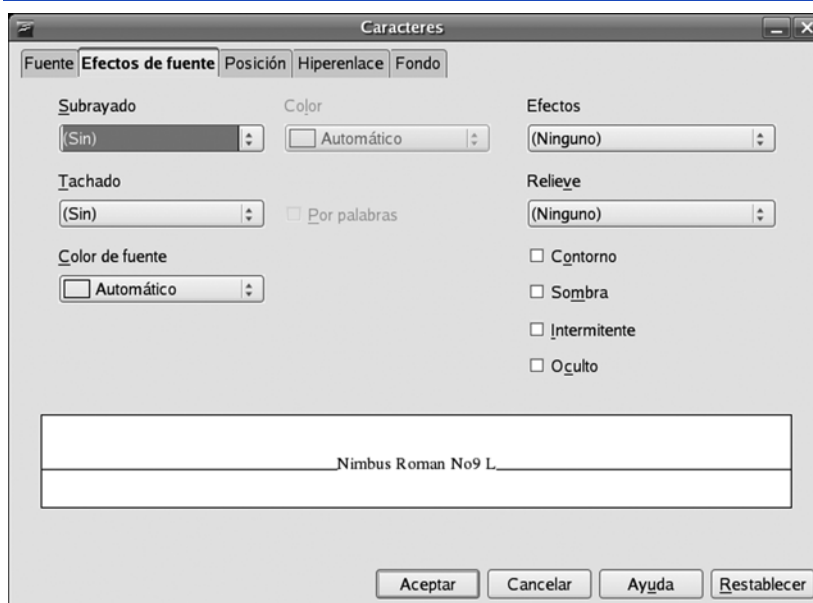 Caracteres
Fuente Efectos de fuente Posición Hiperenlace Fondo
Subrayado Color Efectos
(Sin) Automático (Ninguno)
Tachado Relieve
(Sin) Por palabras (Ninguno)
Color de fuente Contorno
Automático Sombra
Intermitente
Oculto
Nimbus Roman No9 L
Aceptar Cancelar Ayuda Restablecer